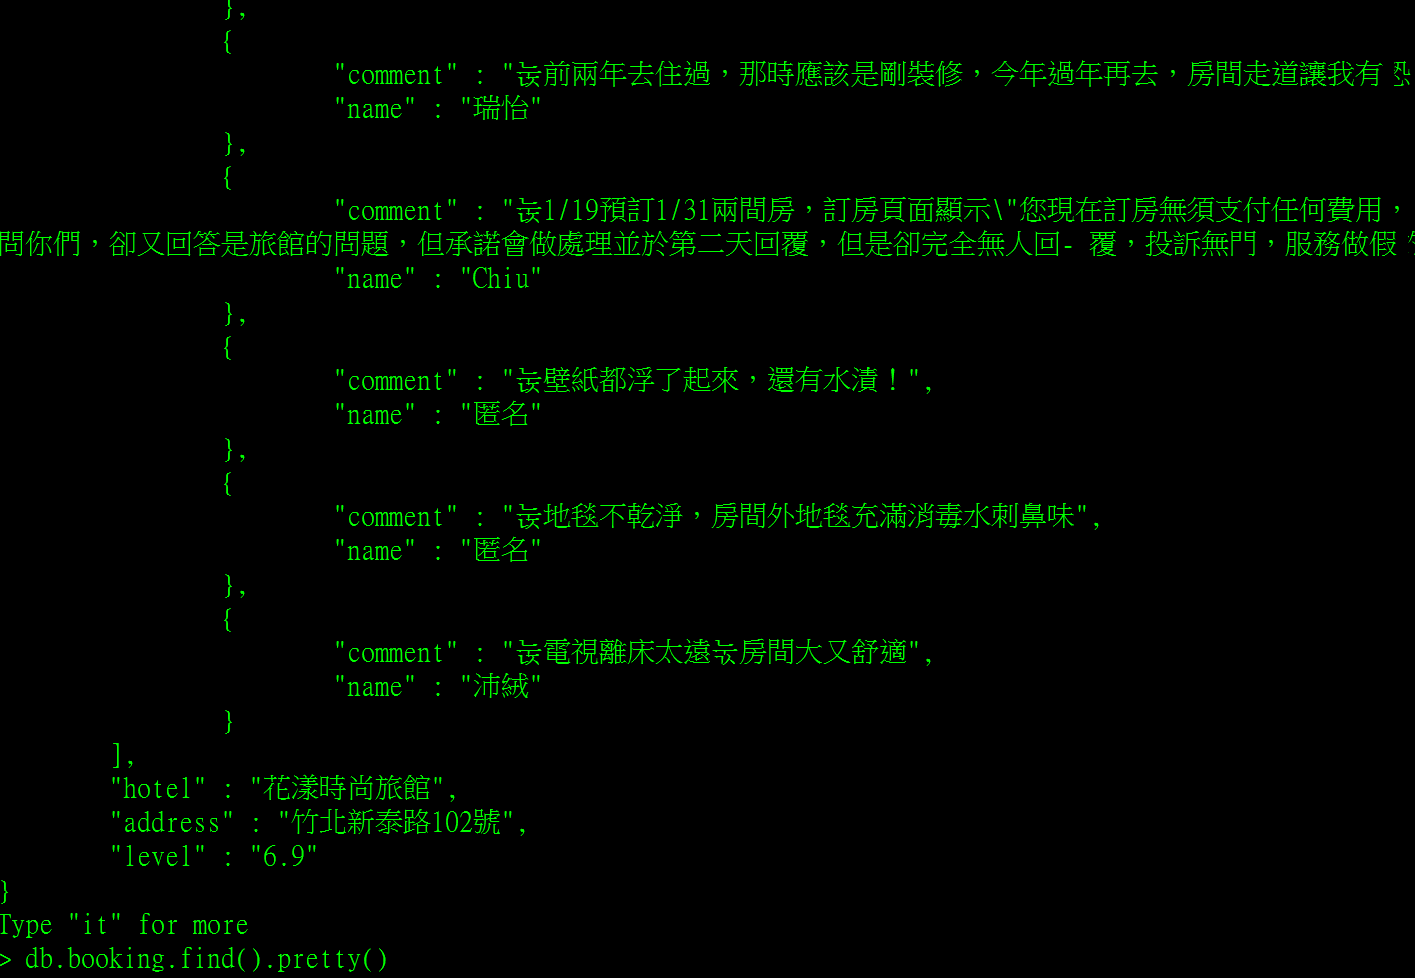 },
{
"comment" : "눉前兩年去住過，那時應該是剛裝修，今年過年再去，房間走道讓我有 恐
"name" : "瑞怡"
},
{
"comment" : "눉1/19預訂1/31兩間房，訂房頁面顯示\"您現在訂房無須支付任何費用，
問你們，卻又回答是旅館的問題，但承諾會做處理並於第二天回覆，但是卻完全無人回- 覆，投訴無門，服務做假
"name" : "Chiu"
},
{
"comment" : "눉壁紙都浮了起來，還有水漬！",
"name" : "匿名"
},
{
"comment" : "눉地毯不乾淨，房間外地毯充滿消毒水刺鼻味",
"name" : "匿名"
},
{
"comment" : "눉電視離床太遠눇房間大又舒適",
"name" : "沛絨"
}
],
"hotel" : "花漾時尚旅館",
"address" : "竹北新泰路102號",
"level" : "6.9"
}
Type "it" for more
> db.booking.find().pretty()